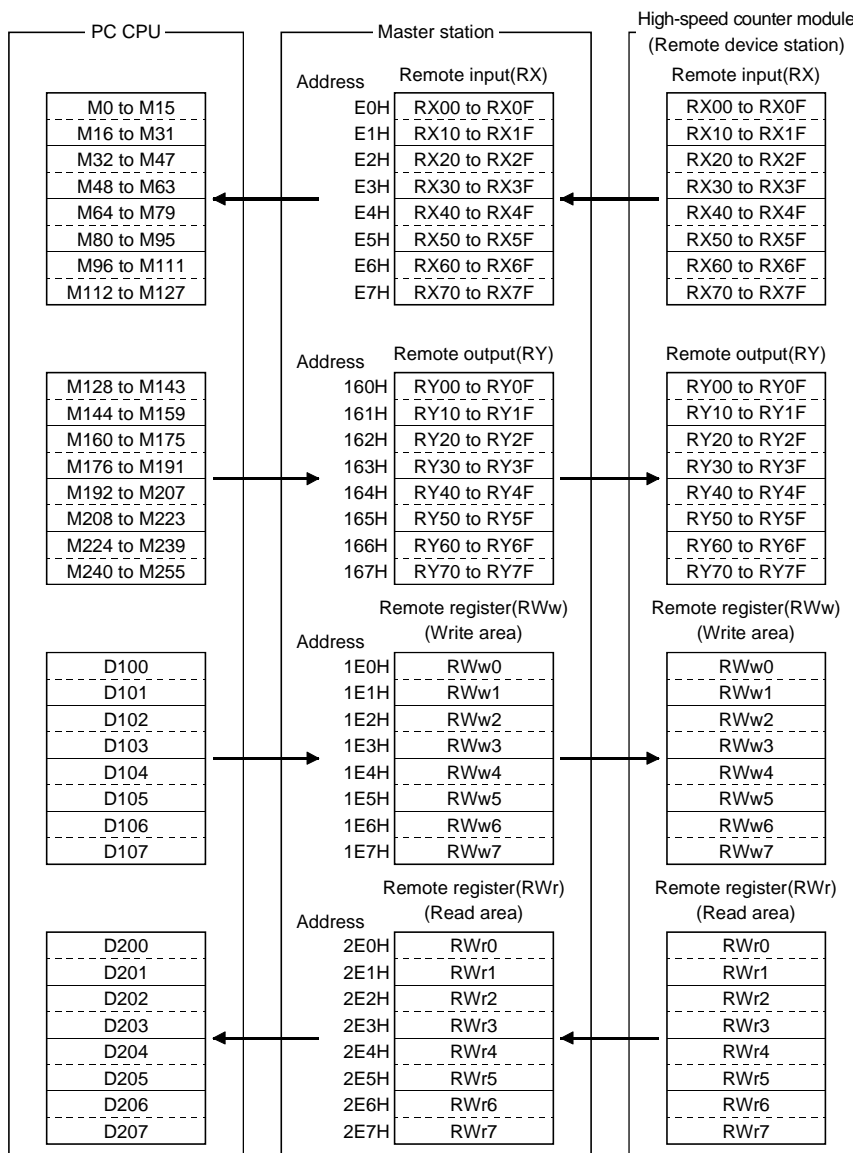 PC CPU Master station High-speed counter module
(Remote device station)
Address Remote input(RX) Remote input(RX)
M0 to M15 E0H RX00 to RX0F RX00 to RX0F
M16 to M31 E1H RX10 to RX1F RX10 to RX1F
M32 to M47 E2H RX20 to RX2F RX20 to RX2F
M48 to M63 E3H RX30 to RX3F RX30 to RX3F
M64 to M79 E4H RX40 to RX4F RX40 to RX4F
M80 to M95 E5H RX50 to RX5F RX50 to RX5F
M96 to M111 E6H RX60 to RX6F RX60 to RX6F
M112 to M127 E7H RX70 to RX7F RX70 to RX7F
Address Remote output(RY) Remote output(RY)
M128 to M143 160H RY00 to RY0F RY00 to RY0F
M144 to M159 161H RY10 to RY1F RY10 to RY1F
M160 to M175 162H RY20 to RY2F RY20 to RY2F
M176 to M191 163H RY30 to RY3F RY30 to RY3F
M192 to M207 164H RY40 to RY4F RY40 to RY4F
M208 to M223 165H RY50 to RY5F RY50 to RY5F
M224 to M239 166H RY60 to RY6F RY60 to RY6F
M240 to M255 167H RY70 to RY7F RY70 to RY7F
Remote register(RWw) Remote register(RWw)
Address (Write area) (Write area)
D100 1E0H RWw0 RWw0
D101 1E1H RWw1 RWw1
D102 1E2H RWw2 RWw2
D103 1E3H RWw3 RWw3
D104 1E4H RWw4 RWw4
D105 1E5H RWw5 RWw5
D106 1E6H RWw6 RWw6
D107 1E7H RWw7 RWw7
Remote register(RWr) Remote register(RWr)
Address (Read area) (Read area)
D200 2E0H RWr0 RWr0
D201 2E1H RWr1 RWr1
D202 2E2H RWr2 RWr2
D203 2E3H RWr3 RWr3
D204 2E4H RWr4 RWr4
D205 2E5H RWr5 RWr5
D206 2E6H RWr6 RWr6
D207 2E7H RWr7 RWr7